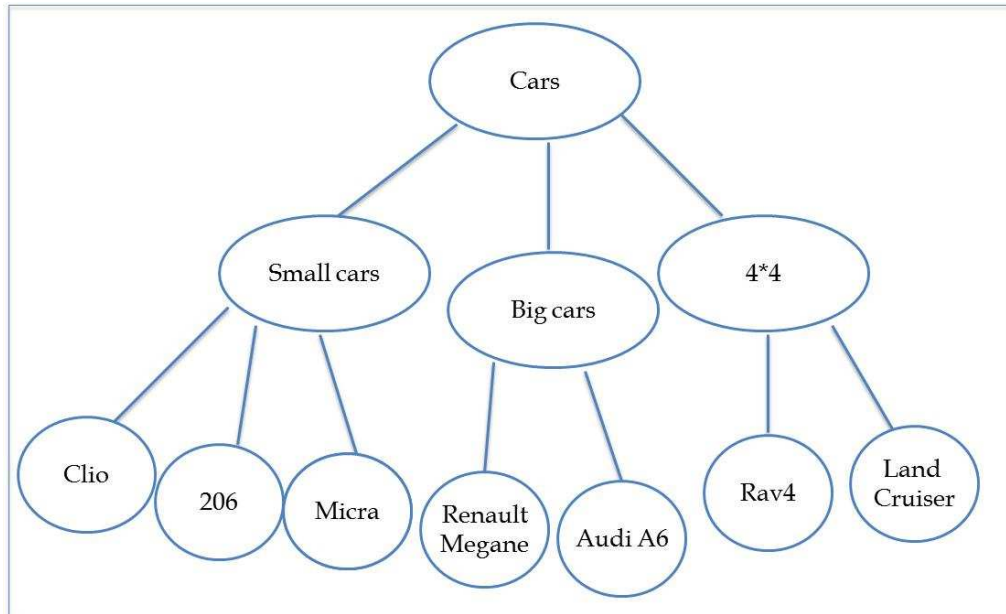 Cars
Small cars
Big cars
4*4
Clio
206
Micra
Renault
Megane
Audi A6
Rav4
Land
Cruiser